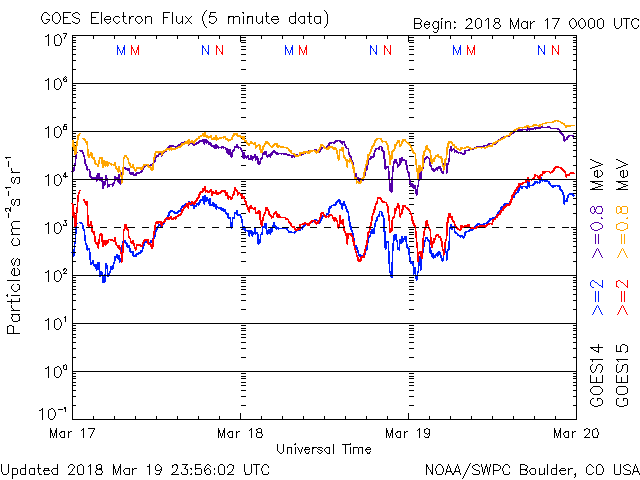 GOES Electron Flux (5 minute data)
Begin: 2018 Mar 17 0000 UTC
10⁷
M M N N M M N N M M N N
10⁶
10⁵
10⁴
10³
10²
10¹
10⁰
10⁻¹
Particles cm⁻²s⁻¹sr⁻¹
GOES14 >=2 >=0.8 MeV
GOES15 >=2 >=0.8 MeV
Mar 17 Mar 18 Mar 19 Mar 20
Universal Time
Updated 2018 Mar 19 23:56:02 UTC
NOAA/SWPC Boulder, CO USA